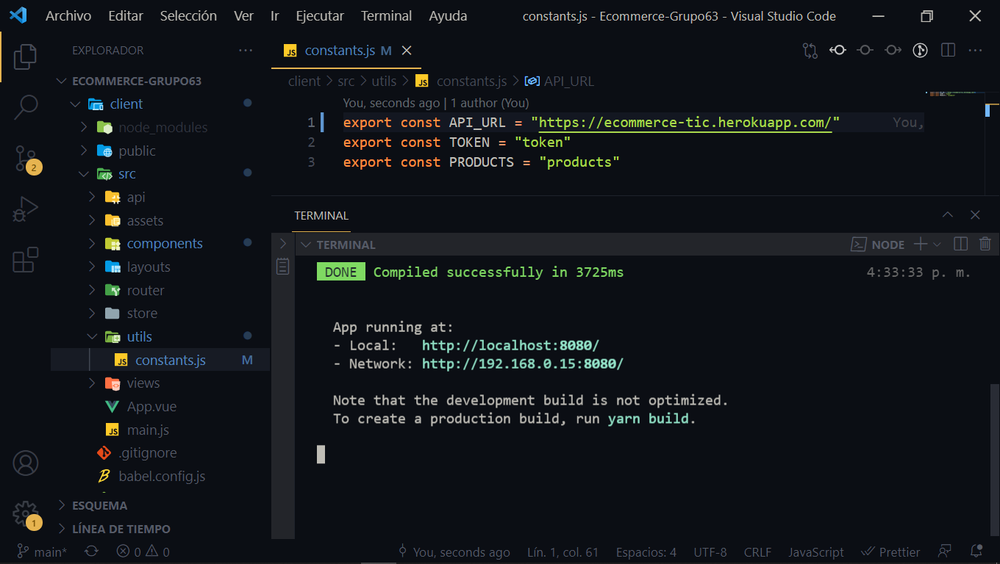 Archivo Editar Selección Ver Ir Ejecutar Terminal Ayuda constants.js - Ecommerce-Grupo63 - Visual Studio Code
EXPLORADOR
ECOMMERCE-GRUPO63
client
node_modules
public
src
api
assets
components
layouts
router
store
utils
JS constants.js M
views
App.vue
JS main.js
.gitignore
babel.config.js
ESQUEMA
LÍNEA DE TIEMPO
2
1
JS constants.js M
client > src > utils > JS constants.js > API_URL
You, seconds ago | 1 author (You)
1 export const API_URL = "https://ecommerce-tic.herokuapp.com/" You,
2 export const TOKEN = "token"
3 export const PRODUCTS = "products"
TERMINAL
TERMINAL NODE
DONE Compiled successfully in 3725ms 4:33:33 p. m.
App running at:
- Local: http://localhost:8080/
- Network: http://192.168.0.15:8080/
Note that the development build is not optimized.
To create a production build, run yarn build.
main* 0 0 You, seconds ago Lín. 1, col. 61 Espacios: 4 UTF-8 CRLF JavaScript Prettier